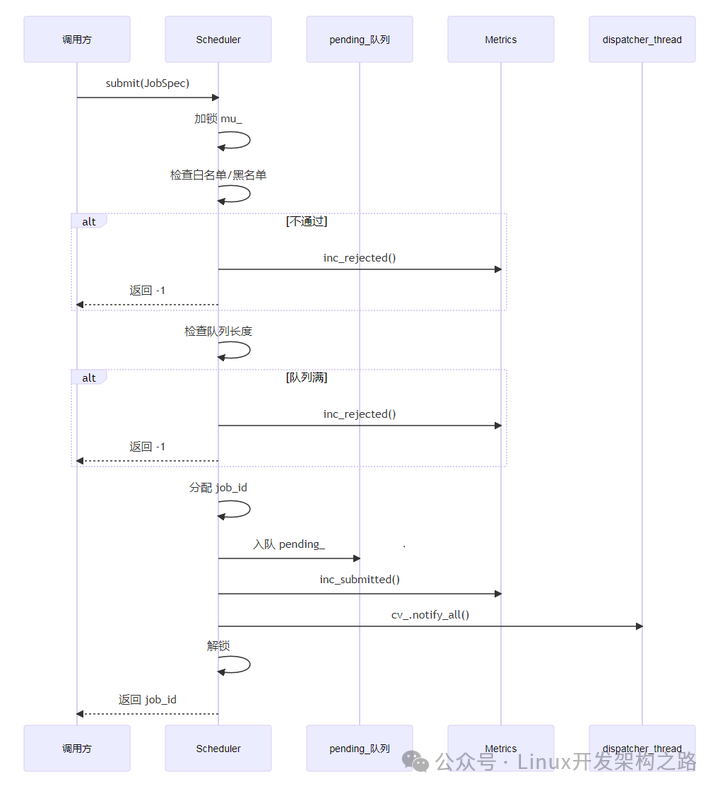 调用方 Scheduler pending_队列 Metrics dispatcher_thread
submit(JobSpec)
加锁 mu_
检查白名单/黑名单
alt [不通过]
inc_rejected()
返回 -1
检查队列长度
alt [队列满]
inc_rejected()
返回 -1
分配 job_id
入队 pending_
inc_submitted()
cv_.notify_all()
解锁
返回 job_id
调用方 Scheduler pending_队列 Metrics dispatcher_thread
公众号 · Linux开发架构之路